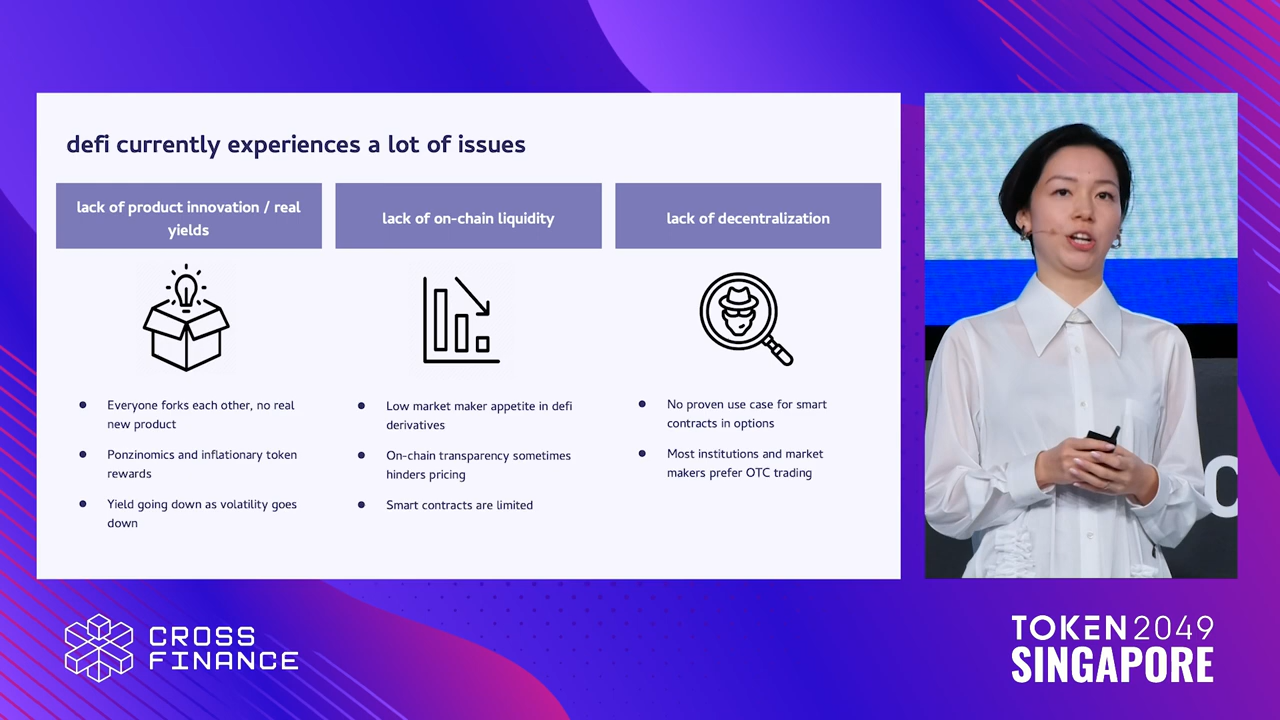 defi currently experiences a lot of issues
lack of product innovation / real
yields
lack of on-chain liquidity
lack of decentralization
Everyone forks each other, no real
new product
Ponzinomics and inflationary token
rewards
Yield going down as volatility goes
down
Low market maker appetite in defi
derivatives
On-chain transparency sometimes
hinders pricing
Smart contracts are limited
No proven use case for smart
contracts in options
Most institutions and market
makers prefer OTC trading
CROSS
FINANCE
TOKEN2049
SINGAPORE